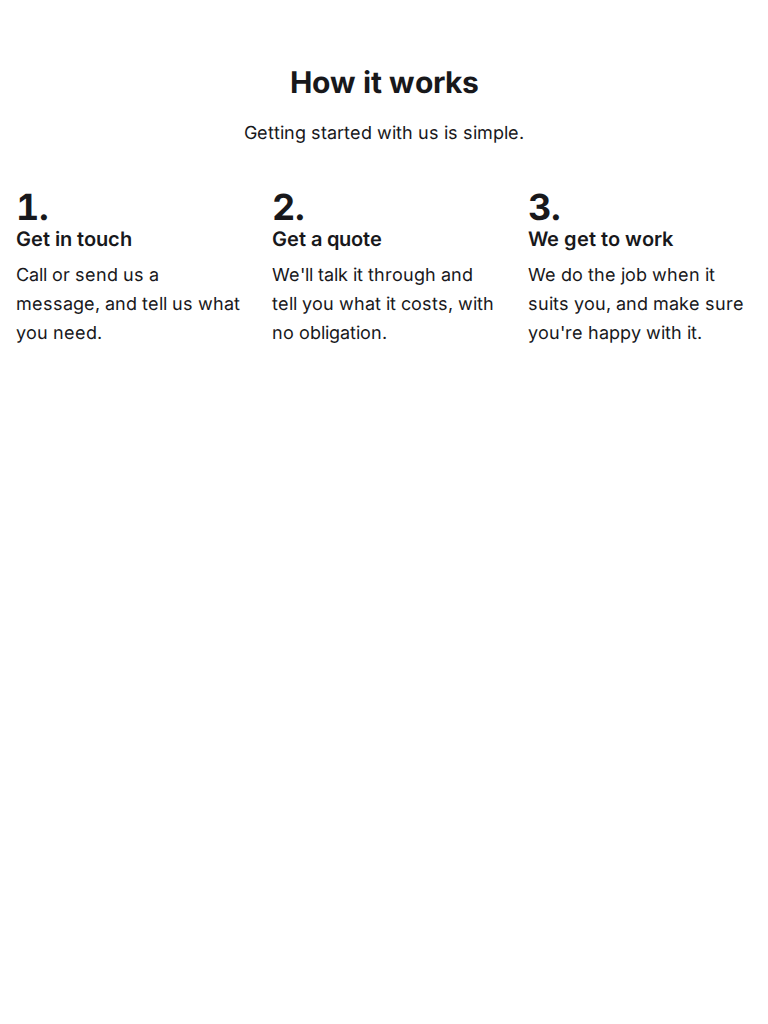 How it works
Getting started with us is simple.
1.
Get in touch
Call or send us a
message, and tell us what
you need.
2.
Get a quote
We'll talk it through and
tell you what it costs, with
no obligation.
3.
We get to work
We do the job when it
suits you, and make sure
you're happy with it.